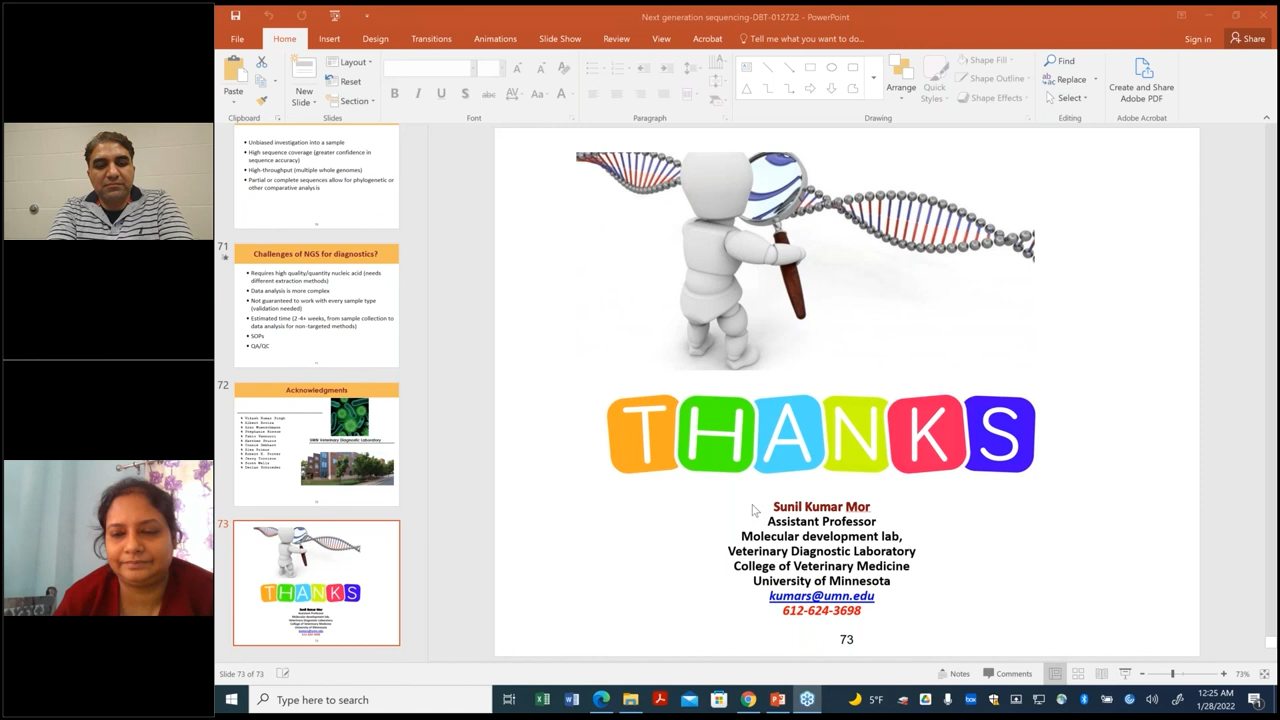 Next generation sequencing-DBT-012722 - PowerPoint
File Home Insert Design Transitions Animations Slide Show Review View Acrobat Tell me what you want to do... Sign in Share
Paste
New
Slide
Layout
Reset
Section
Arrange
Quick
Styles
Shape Fill
Shape Outline
Shape Effects
Find
Replace
Select
Create and Share
Adobe PDF
Clipboard Slides Font Paragraph Drawing Editing Adobe Acrobat
• Unbiased investigation into a sample
• High sequence coverage (greater confidence in
sequence accuracy)
• High-throughput (multiple whole genomes)
• Partial or complete sequences allow for phylogenetic or
other comparative analysis
71
Challenges of NGS for diagnostics?
• Requires high quality/quantity nucleic acid (needs
different extraction methods)
• Data analysis is more complex
• Not guaranteed to work with every sample type
(validation needed)
• Estimated time (2-4+ weeks, from sample collection to
data analysis for non-targeted methods)
• SOPs
• QA/QC
72
Acknowledgments
UMN Veterinary Diagnostic Laboratory
73
THANKS
THANKS
Sunil Kumar Mor
Assistant Professor
Molecular development lab,
Veterinary Diagnostic Laboratory
College of Veterinary Medicine
University of Minnesota
kumars@umn.edu
612-624-3698
73
Slide 73 of 73
Notes Comments 73%
Type here to search
5°F
12:25 AM
1/28/2022